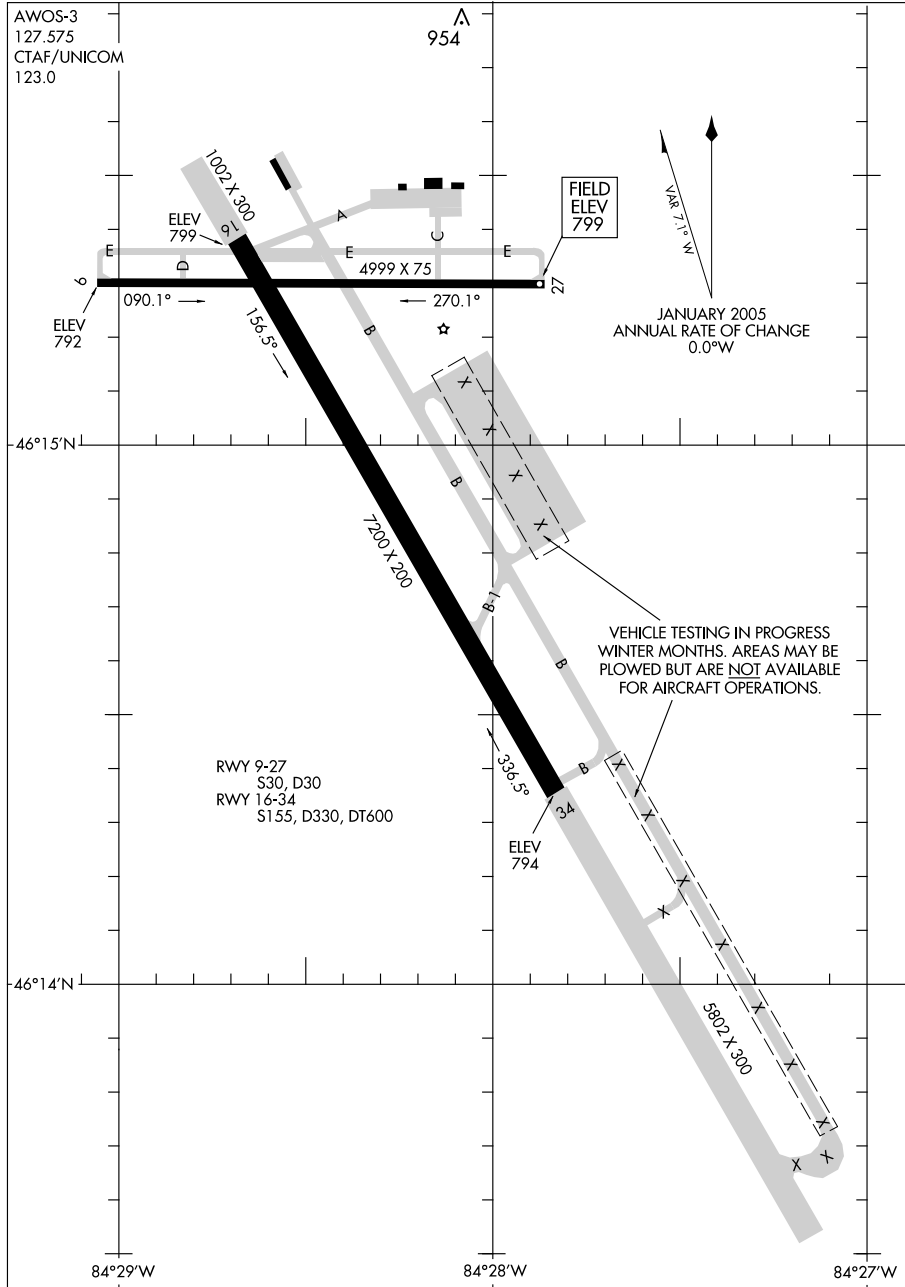 AWOS-3
127.575
CTAF/UNICOM
123.0
954
1002 X 300
16
ELEV
799
A
C
FIELD
ELEV
799
VAR 7.1° W
JANUARY 2005
ANNUAL RATE OF CHANGE
0.0°W
E
E
E
D
4999 X 75
9
27
090.1°
270.1°
ELEV
792
156.5°
B
46°15'N
X
X
X
X
B
7200 X 200
B-1
VEHICLE TESTING IN PROGRESS
WINTER MONTHS. AREAS MAY BE
PLOWED BUT ARE NOT AVAILABLE
FOR AIRCRAFT OPERATIONS.
B
RWY 9-27
S30, D30
RWY 16-34
S155, D330, DT600
336.5°
B
34
ELEV
794
X
X
X
X
X
X
X
X
X
X
46°14'N
5802 X 300
84°29'W
84°28'W
84°27'W